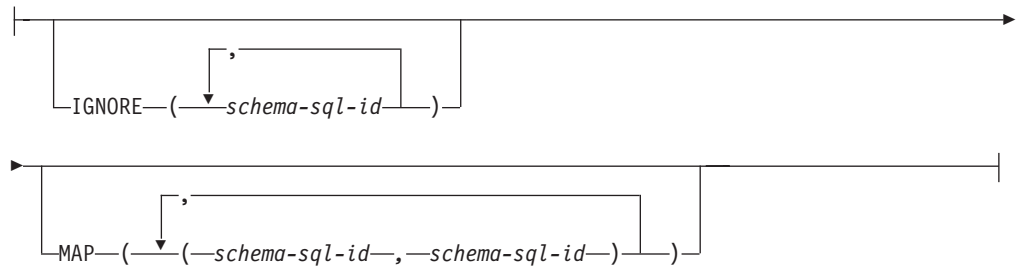 ,
IGNORE ( schema-sql-id )
,
MAP ( ( schema-sql-id , schema-sql-id ) )